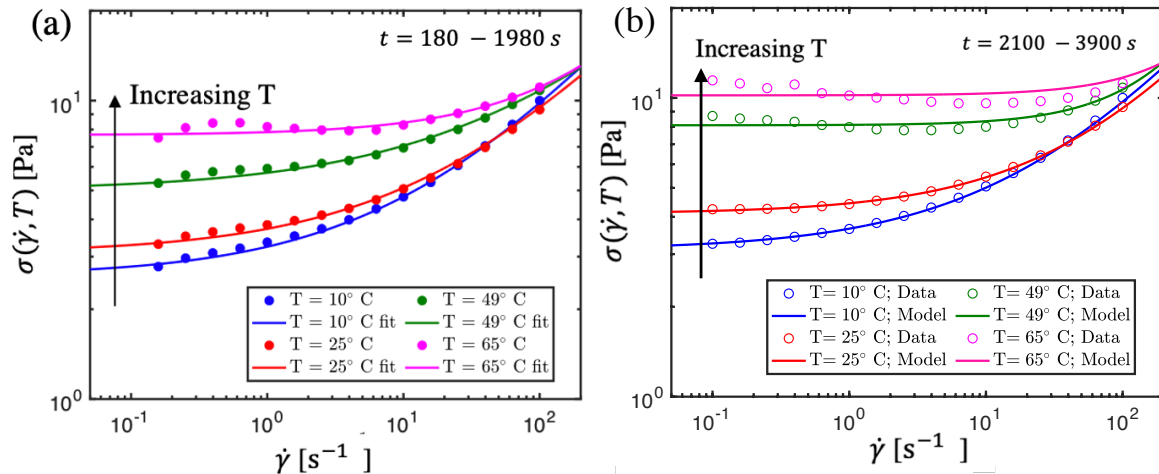 (a)
t = 180 − 1980 s
Increasing T
σ(γ̇, T) [Pa]
10¹
10⁰
T = 10° C
T = 10° C fit
T = 25° C
T = 25° C fit
T = 49° C
T = 49° C fit
T = 65° C
T = 65° C fit
10⁻¹ 10⁰ 10¹ 10²
γ̇ [s⁻¹ ]
(b)
t = 2100 − 3900 s
Increasing T
σ(γ̇, T) [Pa]
10¹
10⁰
T= 10° C; Data
T= 10° C; Model
T= 25° C; Data
T= 25° C; Model
T= 49° C; Data
T= 49° C; Model
T= 65° C; Data
T= 65° C; Model
10⁻¹ 10⁰ 10¹ 10²
γ̇ [s⁻¹ ]